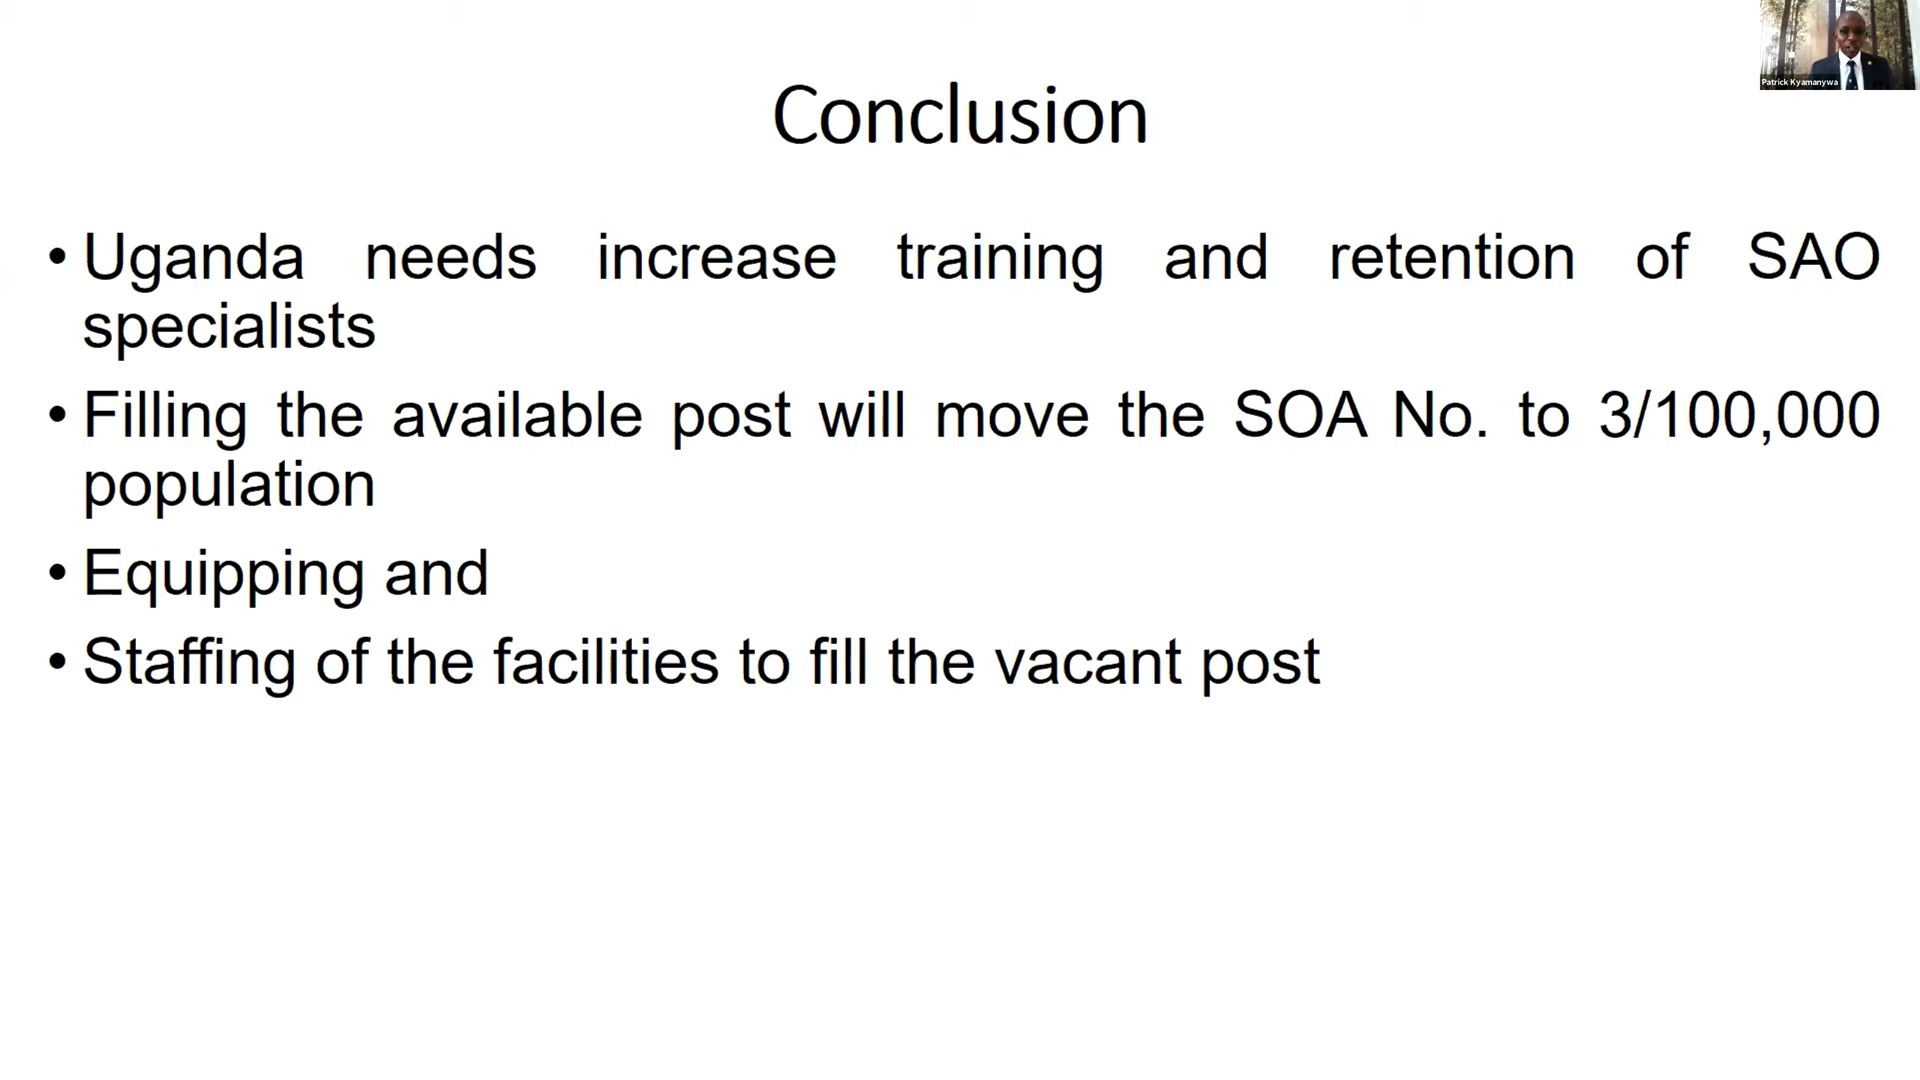 Patrick Kyamanywa
Conclusion
• Uganda needs increase training and retention of SAO
specialists
• Filling the available post will move the SOA No. to 3/100,000
population
• Equipping and
• Staffing of the facilities to fill the vacant post